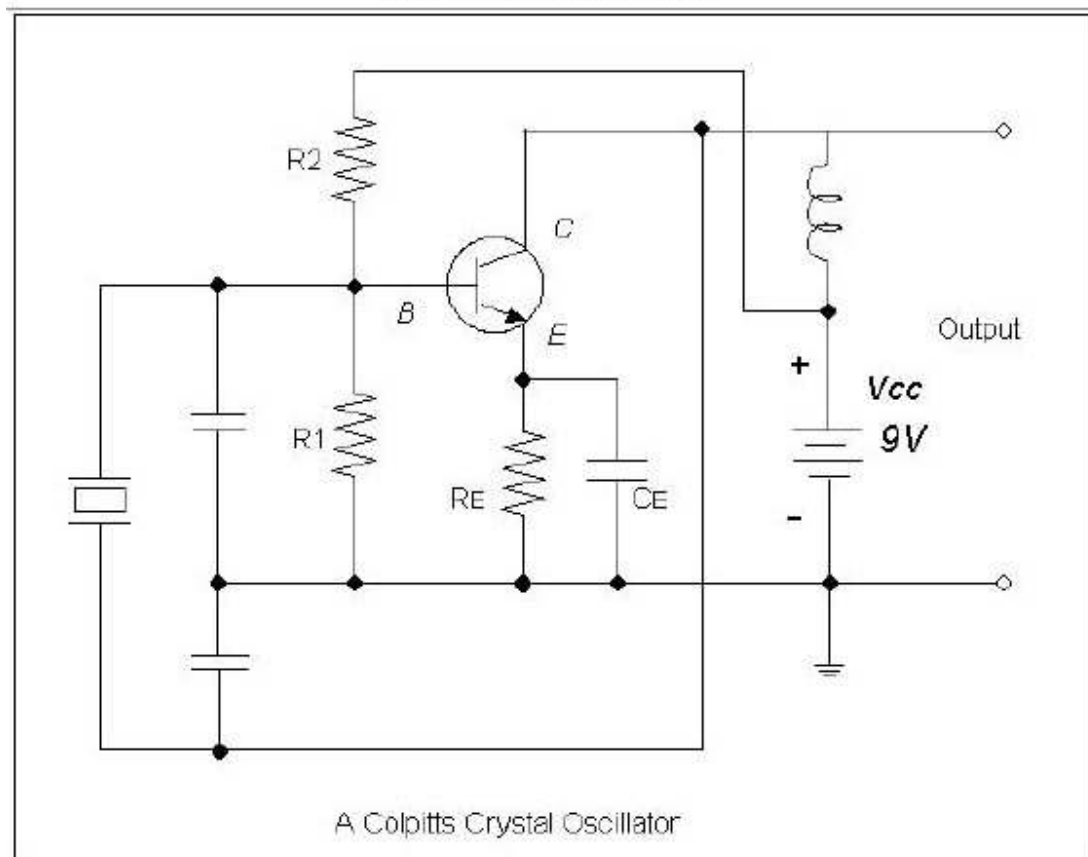 R2
C
B
E
Output
+
Vcc
9V
R1
RE
CE
-
A Colpitts Crystal Oscillator